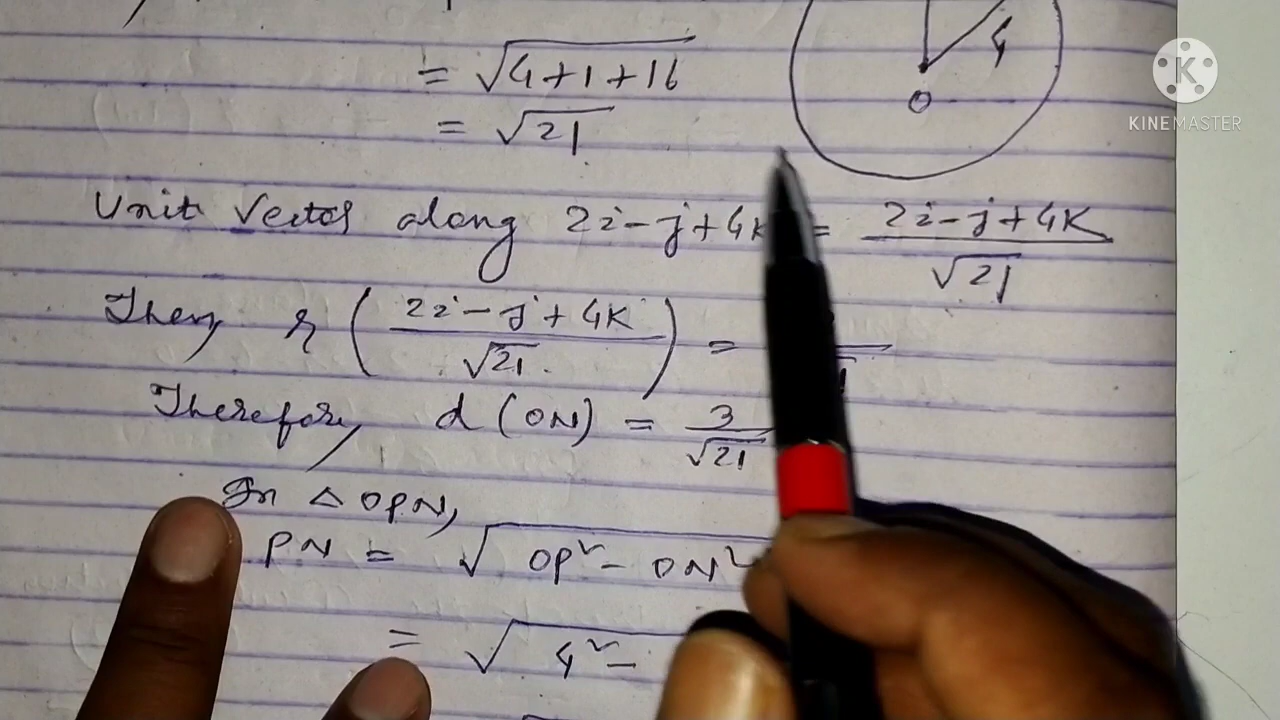 = √4+1+16
4
O
= √21
KINEMASTER
Unit Vector along 2i-j+4k = 2i-j+4k / √21
Then, r (2i-j+4k / √21) =
Therefore, d (ON) = 3/√21
In △OPN,
PN = √OP² - ON²
= √4² -